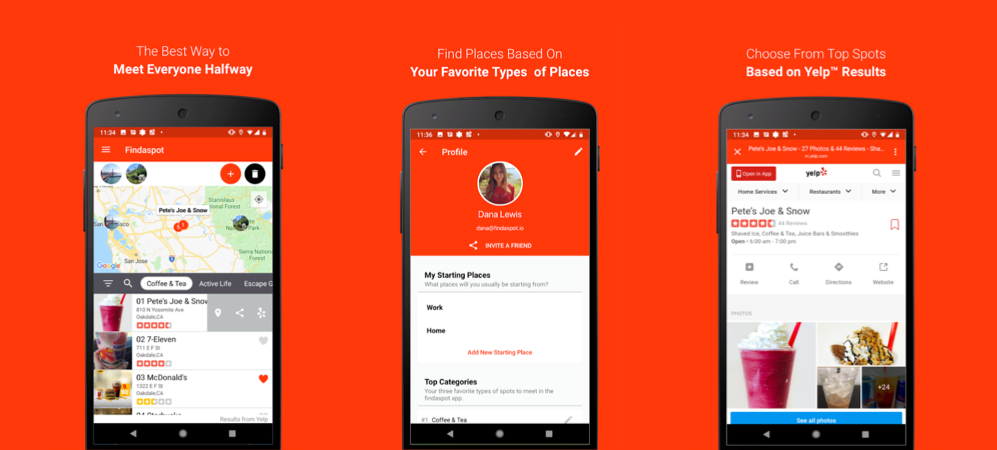 The Best Way to
Meet Everyone Halfway
11:34
Findaspot
Stanislaus
National Forest
Pete's Joe & Snow
San Jose
Sierra
National
Forest
Coffee & Tea Active Life Escape G
01 Pete's Joe & Snow
810 N Yosemite Ave
Oakdale,CA
02 7-Eleven
711 E F St
Oakdale,CA
03 McDonald's
1322 E F St
Oakdale,CA
04 Starbucks
Results from Yelp
Find Places Based On
Your Favorite Types of Places
11:36
Profile
Dana Lewis
dana@findaspot.io
INVITE A FRIEND
My Starting Places
What places will you usually be starting from?
Work
Home
Add New Starting Place
Top Categories
Your three favorite types of spots to meet in the
findaspot app.
#1 Coffee & Tea
Choose From Top Spots
Based on Yelp™ Results
11:34
Pete's Joe & Snow - 27 Photos & 44 Reviews - Sha...
m.yelp.com
Open in App yelp
Home Services Restaurants More
Pete's Joe & Snow
44 Reviews
Shaved Ice, Coffee & Tea, Juice Bars & Smoothies
Open • 6:00 am - 7:00 pm
Review Call Directions Website
PHOTOS
+24
See all photos